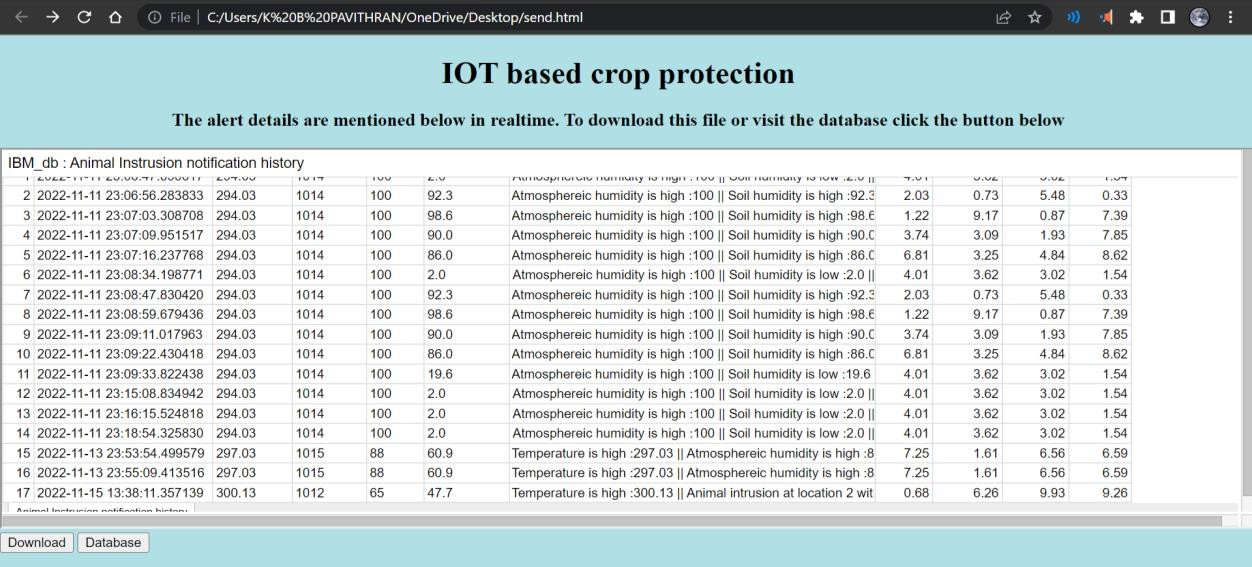 File | C:/Users/K%20B%20PAVITHRAN/OneDrive/Desktop/send.html
IOT based crop protection
The alert details are mentioned below in realtime. To download this file or visit the database click the button below
IBM_db : Animal Instrusion notification history
2 2022-11-11 23:06:56.283833 294.03 1014 100 92.3 Atmosphereic humidity is high :100 || Soil humidity is high :92.3 2.03 0.73 5.48 0.33
3 2022-11-11 23:07:03.308708 294.03 1014 100 98.6 Atmosphereic humidity is high :100 || Soil humidity is high :98.6 1.22 9.17 0.87 7.39
4 2022-11-11 23:07:09.951517 294.03 1014 100 90.0 Atmosphereic humidity is high :100 || Soil humidity is high :90.0 3.74 3.09 1.93 7.85
5 2022-11-11 23:07:16.237768 294.03 1014 100 86.0 Atmosphereic humidity is high :100 || Soil humidity is high :86.0 6.81 3.25 4.84 8.62
6 2022-11-11 23:08:34.198771 294.03 1014 100 2.0 Atmosphereic humidity is high :100 || Soil humidity is low :2.0 || 4.01 3.62 3.02 1.54
7 2022-11-11 23:08:47.830420 294.03 1014 100 92.3 Atmosphereic humidity is high :100 || Soil humidity is high :92.3 2.03 0.73 5.48 0.33
8 2022-11-11 23:08:59.679436 294.03 1014 100 98.6 Atmosphereic humidity is high :100 || Soil humidity is high :98.6 1.22 9.17 0.87 7.39
9 2022-11-11 23:09:11.017963 294.03 1014 100 90.0 Atmosphereic humidity is high :100 || Soil humidity is high :90.0 3.74 3.09 1.93 7.85
10 2022-11-11 23:09:22.430418 294.03 1014 100 86.0 Atmosphereic humidity is high :100 || Soil humidity is high :86.0 6.81 3.25 4.84 8.62
11 2022-11-11 23:09:33.822438 294.03 1014 100 19.6 Atmosphereic humidity is high :100 || Soil humidity is low :19.6 4.01 3.62 3.02 1.54
12 2022-11-11 23:15:08.834942 294.03 1014 100 2.0 Atmosphereic humidity is high :100 || Soil humidity is low :2.0 || 4.01 3.62 3.02 1.54
13 2022-11-11 23:16:15.524818 294.03 1014 100 2.0 Atmosphereic humidity is high :100 || Soil humidity is low :2.0 || 4.01 3.62 3.02 1.54
14 2022-11-11 23:18:54.325830 294.03 1014 100 2.0 Atmosphereic humidity is high :100 || Soil humidity is low :2.0 || 4.01 3.62 3.02 1.54
15 2022-11-13 23:53:54.499579 297.03 1015 88 60.9 Temperature is high :297.03 || Atmosphereic humidity is high :8 7.25 1.61 6.56 6.59
16 2022-11-13 23:55:09.413516 297.03 1015 88 60.9 Temperature is high :297.03 || Atmosphereic humidity is high :8 7.25 1.61 6.56 6.59
17 2022-11-15 13:38:11.357139 300.13 1012 65 47.7 Temperature is high :300.13 || Animal intrusion at location 2 wit 0.68 6.26 9.93 9.26
Animal Instrusion notification history
Download Database